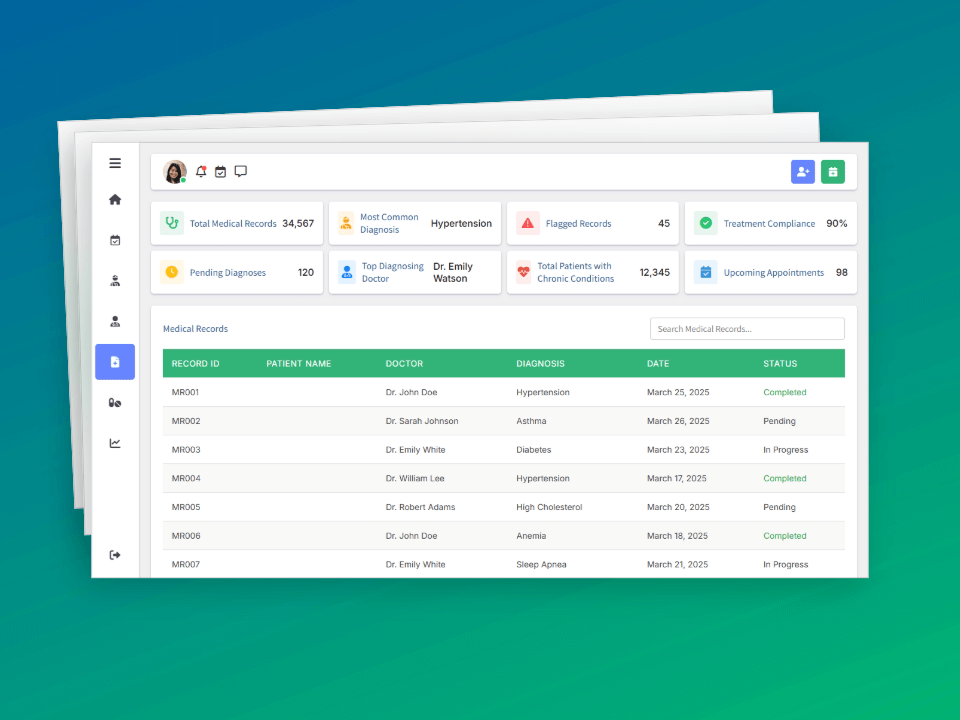 Total Medical Records 34,567
Most Common Diagnosis Hypertension
Flagged Records 45
Treatment Compliance 90%
Pending Diagnoses 120
Top Diagnosing Doctor Dr. Emily Watson
Total Patients with Chronic Conditions 12,345
Upcoming Appointments 98
Medical Records
Search Medical Records...
RECORD ID PATIENT NAME DOCTOR DIAGNOSIS DATE STATUS
MR001 Dr. John Doe Hypertension March 25, 2025 Completed
MR002 Dr. Sarah Johnson Asthma March 26, 2025 Pending
MR003 Dr. Emily White Diabetes March 23, 2025 In Progress
MR004 Dr. William Lee Hypertension March 17, 2025 Completed
MR005 Dr. Robert Adams High Cholesterol March 20, 2025 Pending
MR006 Dr. John Doe Anemia March 18, 2025 Completed
MR007 Dr. Emily White Sleep Apnea March 21, 2025 In Progress